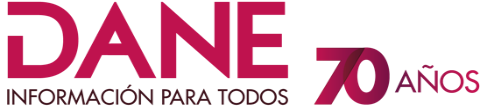 DANE
INFORMACIÓN PARA TODOS
70 AÑOS